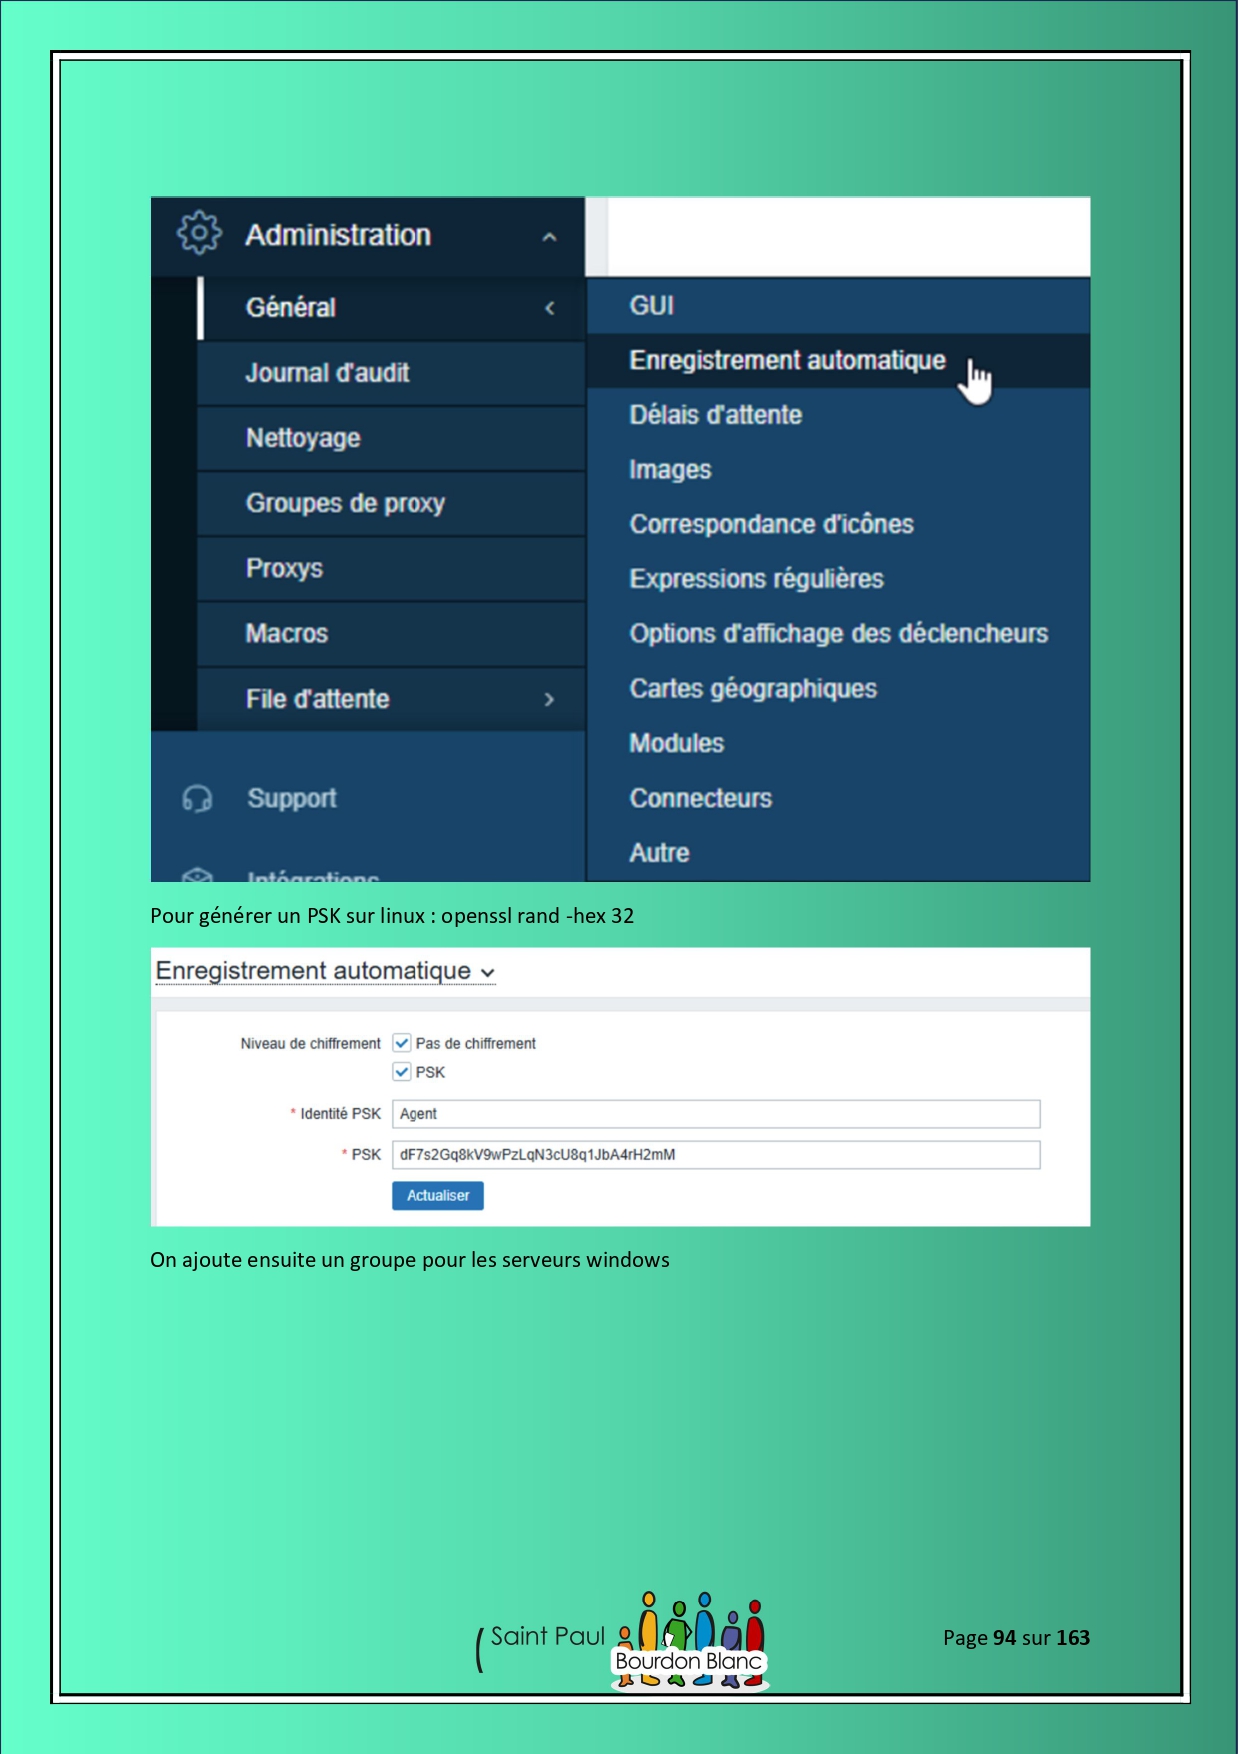 Administration
Général
Journal d'audit
Nettoyage
Groupes de proxy
Proxys
Macros
File d'attente
Support
Intégrations
GUI
Enregistrement automatique
Délais d'attente
Images
Correspondance d'icônes
Expressions régulières
Options d'affichage des déclencheurs
Cartes géographiques
Modules
Connecteurs
Autre
Pour générer un PSK sur linux : openssl rand -hex 32
Enregistrement automatique
Niveau de chiffrement Pas de chiffrement
PSK
* Identité PSK Agent
* PSK dF7s2Gq8kV9wPzLqN3cU8q1JbA4rH2mM
Actualiser
On ajoute ensuite un groupe pour les serveurs windows
Saint Paul
Bourdon Blanc
Page 94 sur 163